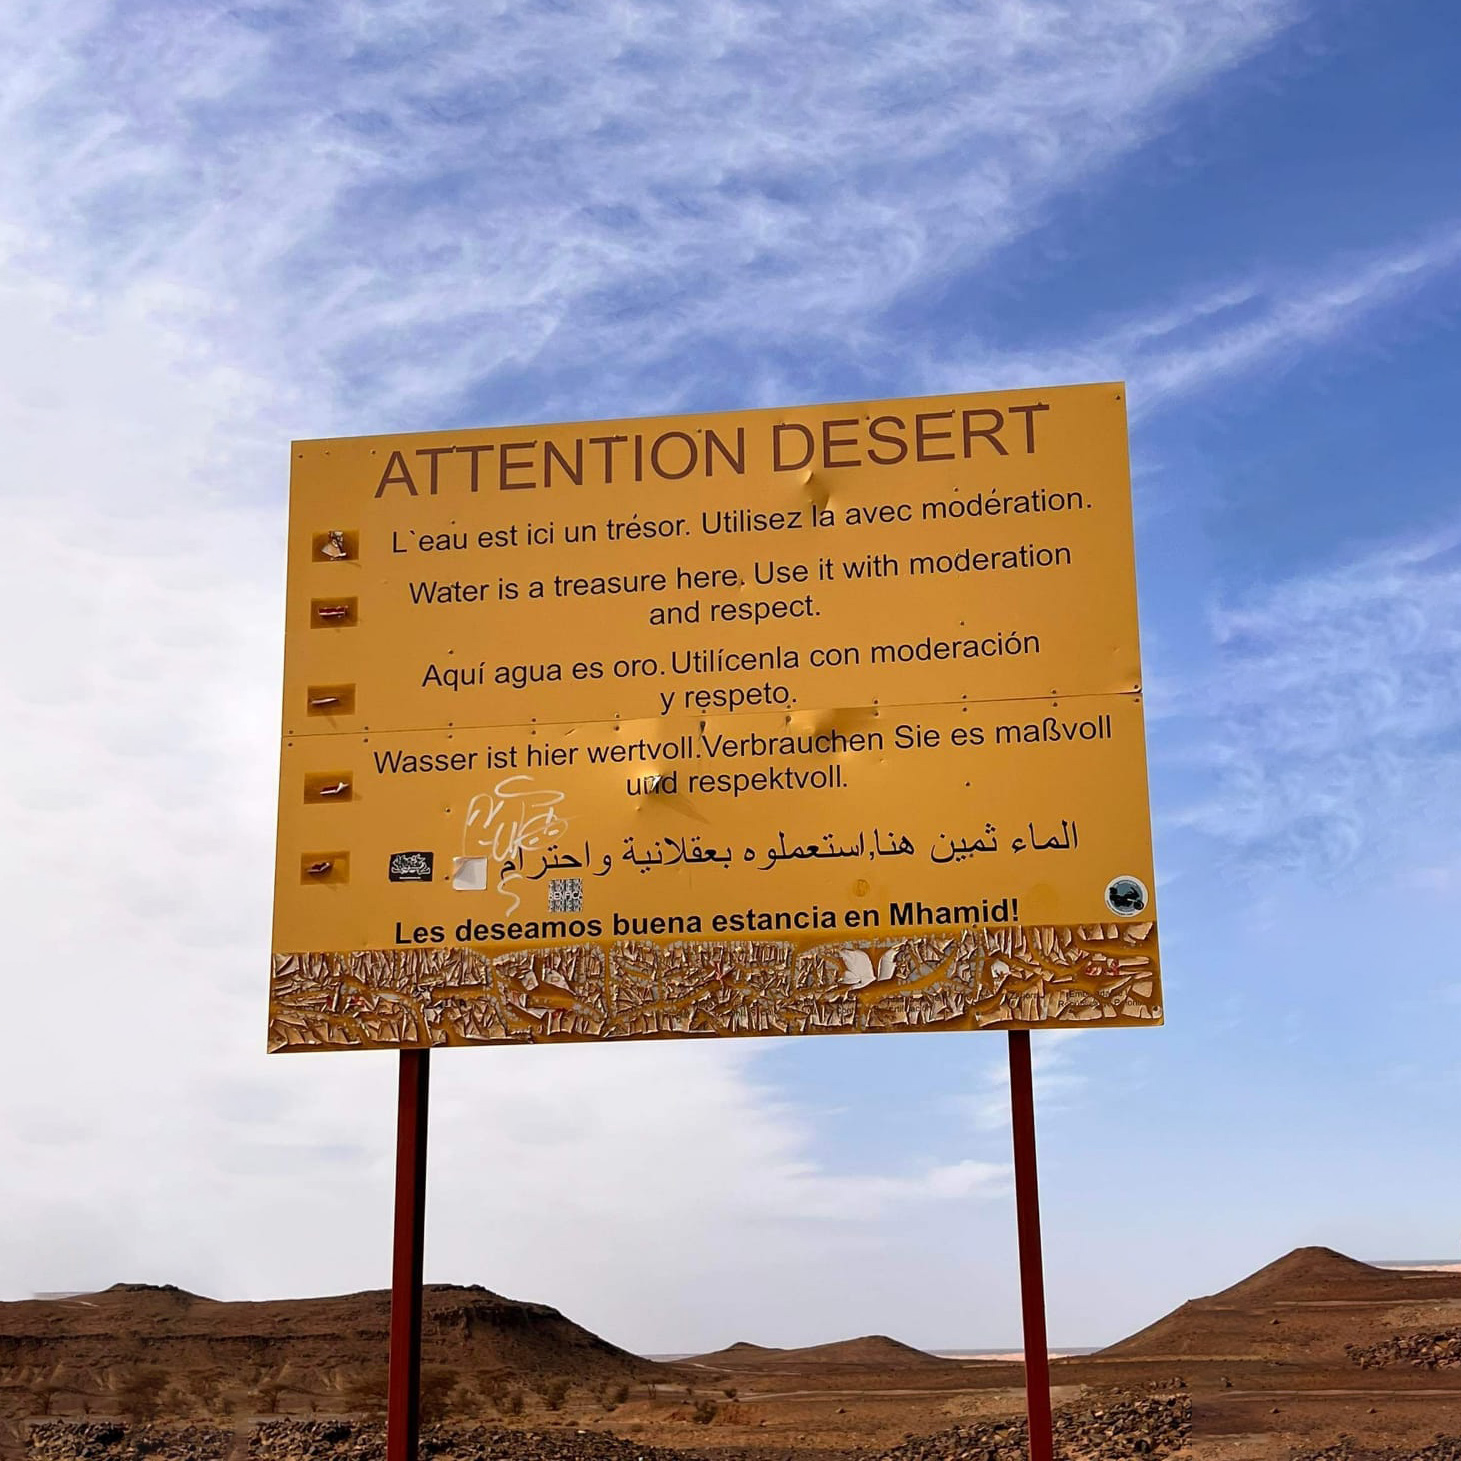 ATTENTION DESERT
L`eau est ici un trésor. Utilisez la avec modération.
Water is a treasure here. Use it with moderation
and respect.
Aquí agua es oro. Utilícenla con moderación
y respeto.
Wasser ist hier wertvoll.Verbrauchen Sie es maßvoll
und respektvoll.
الماء ثمين هنا,استعملوه بعقلانية و احترام
Les deseamos buena estancia en Mhamid!